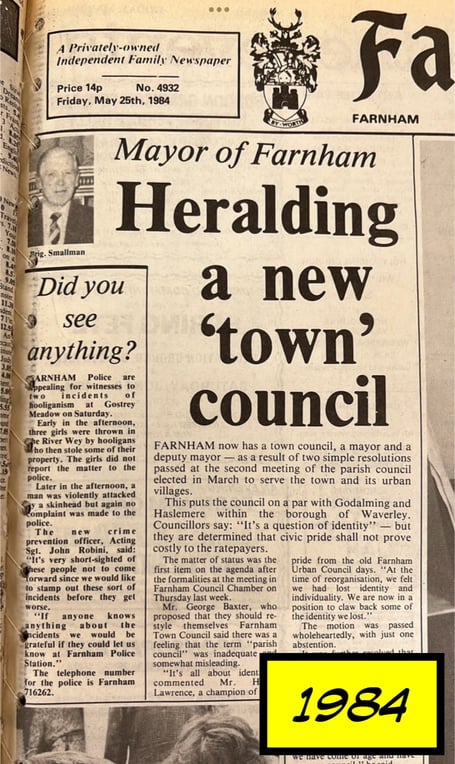 A Privately-owned
Independent Family Newspaper
Price 14p No. 4932
Friday, May 25th, 1984
BY WORTH
Fa
FARNHAM
Mayor of Farnham
Heralding
a new
‘town’
council
Brig. Smallman
Did you
see
anything?
FARNHAM Police are
appealing for witnesses to
two incidents of
hooliganism at Gostrey
Meadow on Saturday.
Early in the afternoon,
three girls were thrown in
the River Wey by hooligans
who then stole some of
their property. The girls did
not report the matter to the
police.
Later in the afternoon, a
man was violently attacked
by a skinhead but again no
complaint was made to the
police.
The new crime
prevention officer, Acting
Sgt. John Robini, said:
"It's very short-sighted of
these people not to come
forward since we would like
to stamp out these sort of
incidents before they get
worse.
"If anyone knows
anything about the
incidents we would be
grateful if they could let us
know at Farnham Police
Station."
The telephone number
for the police is Farnham
716262.
FARNHAM now has a town council, a mayor and a
deputy mayor — as a result of two simple resolutions
passed at the second meeting of the parish council
elected in March to serve the town and its urban
villages.
This puts the council on a par with Godalming and
Haslemere within the borough of Waverley.
Councillors say: "It's a question of identity" — but
they are determined that civic pride shall not prove
costly to the ratepayers.
The matter of status was the
first item on the agenda after
the formalities at the meeting in
Farnham Council Chamber on
Thursday last week.
Mr. George Baxter, who
proposed that they should re-
style themselves Farnham
Town Council said there was a
feeling that the term "parish
council" was inadequate and
somewhat misleading.
"It's all about ident
commented Mr. H
Lawrence, a champion of
pride from the old Farnham
Urban Council days. "At the
time of reorganisation, we felt
we had lost identity and
individuality. We are now in a
position to claw back some of
the identity we lost."
The motion was passed
wholeheartedly, with just one
abstention.
It was further resolved that
1984
we have come of age and have